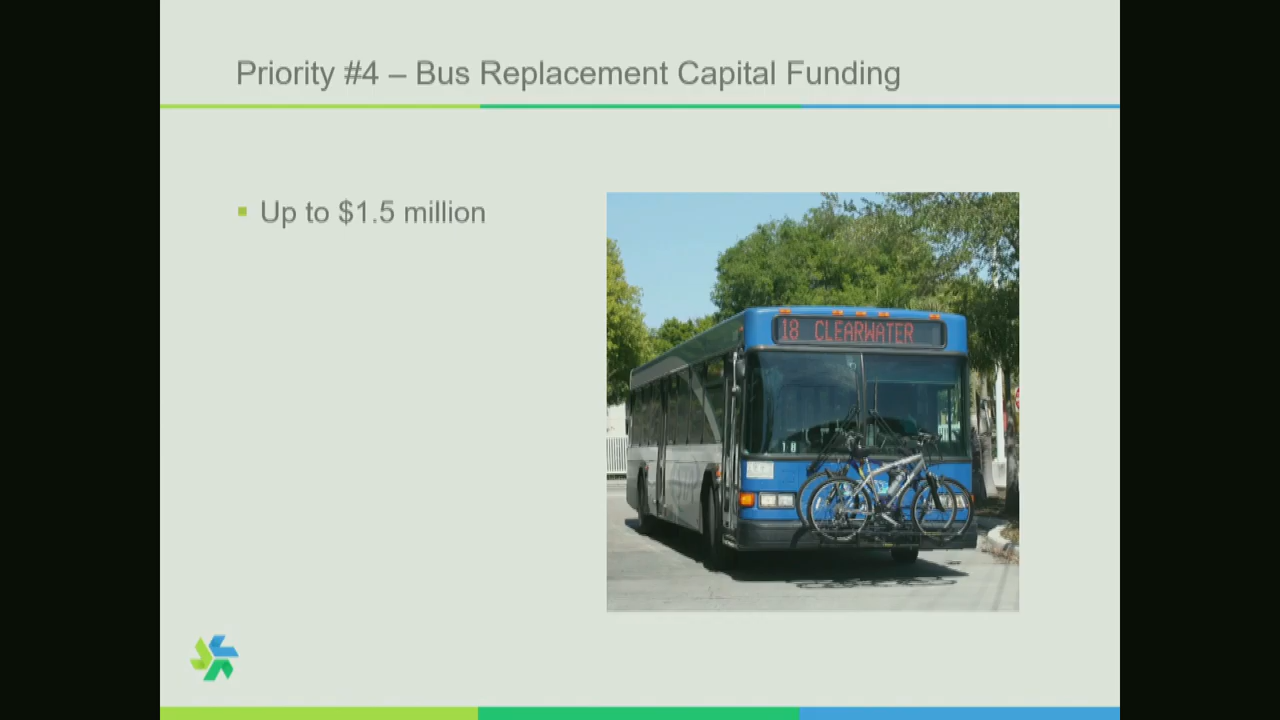 Priority #4 – Bus Replacement Capital Funding
Up to $1.5 million
18 CLEARWATER